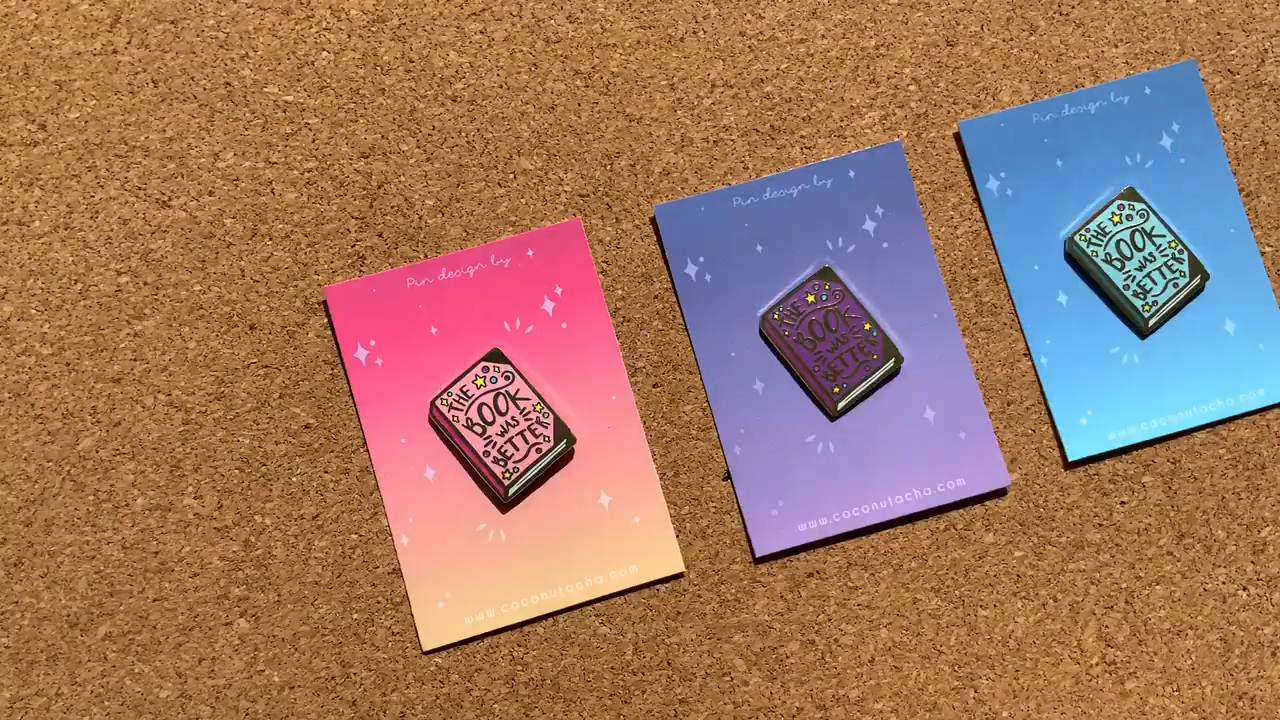 Pin design by
THE
BOOK
WAS
BETTER
www.coconutacha.com
Pin design by
THE
BOOK
WAS
BETTER
www.coconutacha.com
Pin design by
THE
BOOK
WAS
BETTER
www.coconutacha.com